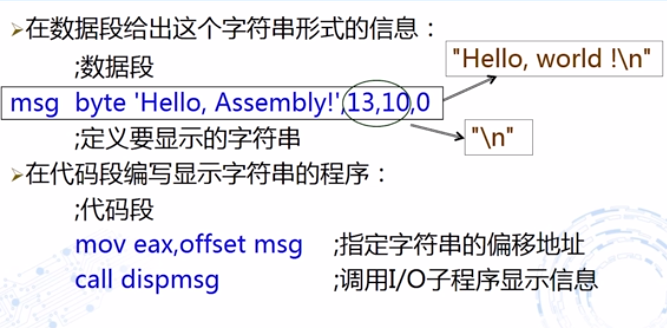 ➢在数据段给出这个字符串形式的信息：
;数据段
"Hello, world !\n"
msg byte 'Hello, Assembly!',13,10,0
;定义要显示的字符串
"\n"
➢在代码段编写显示字符串的程序：
;代码段
mov eax,offset msg ;指定字符串的偏移地址
call dispmsg ;调用I/O子程序显示信息